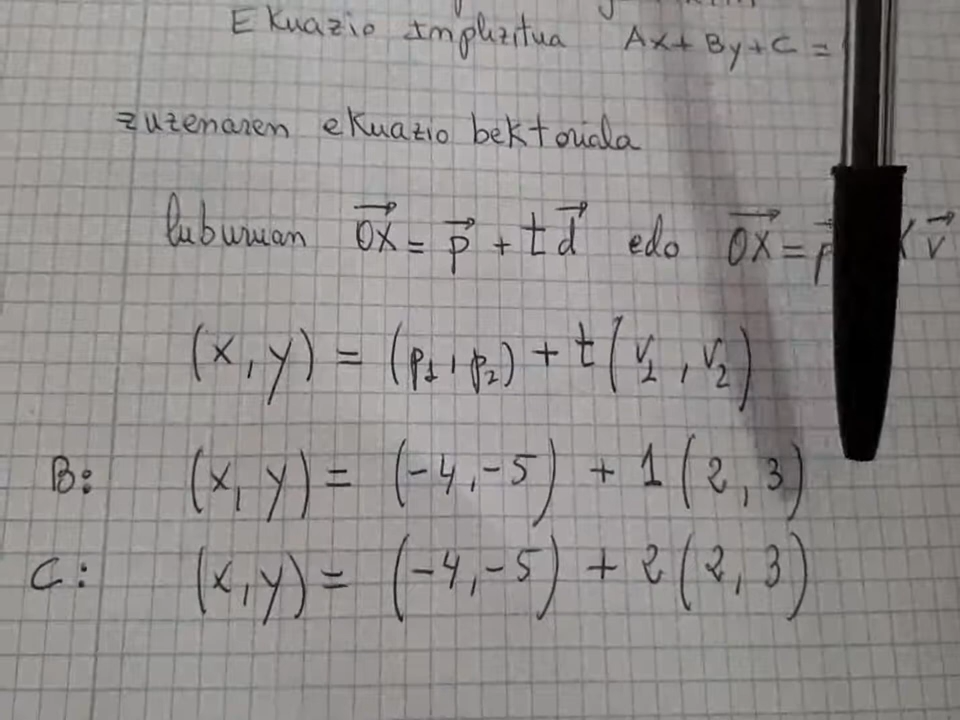 Ekuazio Implizitua Ax + By + C =
zuzenaren ekuazio bektoriala
laburuan OX⃗ = p⃗ + t d⃗ edo OX⃗ = p⃗ v⃗
(x, y) = (p₁, p₂) + t (v₁, v₂)
B: (x, y) = (-4, -5) + 1 (2, 3)
C: (x, y) = (-4, -5) + 2 (2, 3)